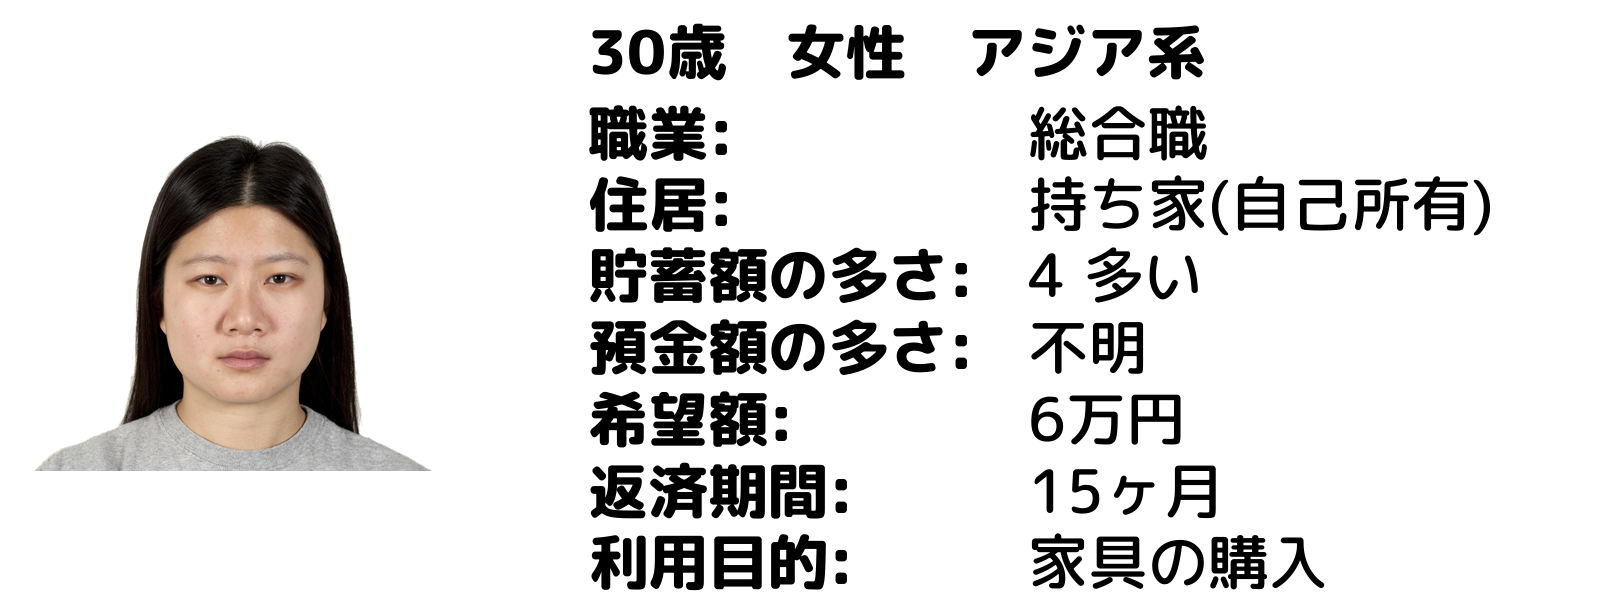 30歳　女性　アジア系
職業: 総合職
住居: 持ち家(自己所有)
貯蓄額の多さ: 4 多い
預金額の多さ: 不明
希望額: 6万円
返済期間: 15ヶ月
利用目的: 家具の購入